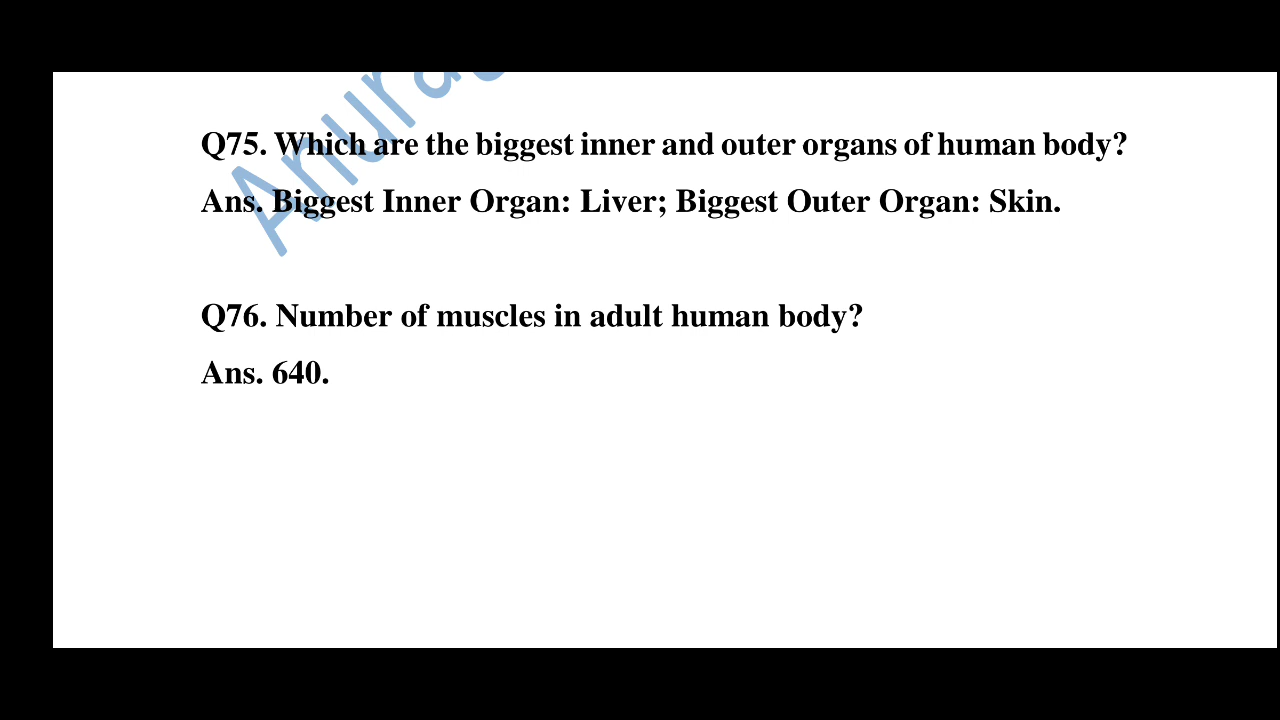 Q75. Which are the biggest inner and outer organs of human body?
Ans. Biggest Inner Organ: Liver; Biggest Outer Organ: Skin.
Q76. Number of muscles in adult human body?
Ans. 640.